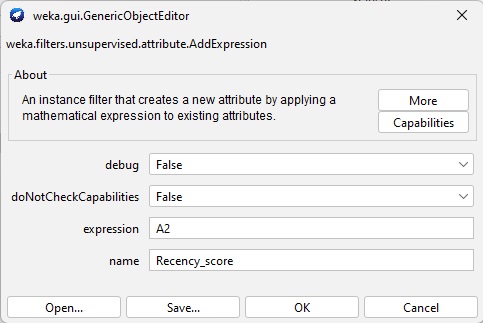 weka.gui.GenericObjectEditor
weka.filters.unsupervised.attribute.AddExpression
About
An instance filter that creates a new attribute by applying a
mathematical expression to existing attributes.
More
Capabilities
debug False
doNotCheckCapabilities False
expression A2
name Recency_score
Open... Save... OK Cancel